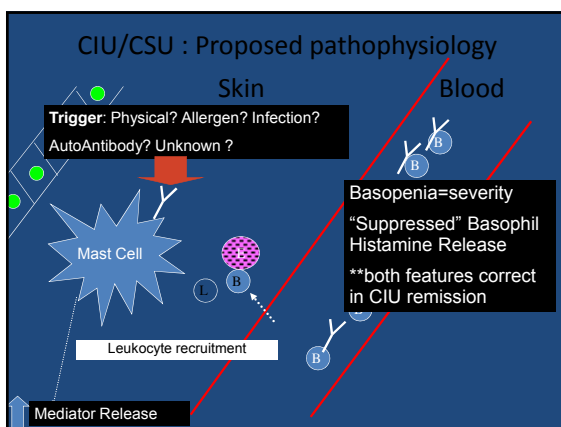 CIU/CSU : Proposed pathophysiology
Skin
Blood
Trigger: Physical? Allergen? Infection?
AutoAntibody? Unknown ?
B
B
Basopenia=severity
“Suppressed” Basophil
Histamine Release
**both features correct
in CIU remission
Mast Cell
E
B
L
B
B
Leukocyte recruitment
Mediator Release